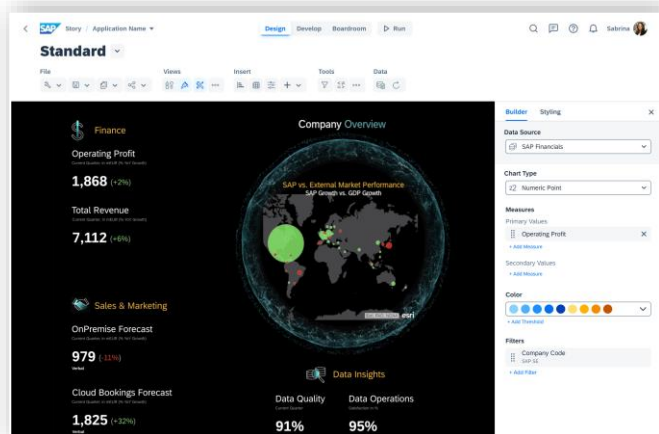 SAP Story / Application Name
Design Develop Boardroom Run
Sabrina
Standard
File Views Insert Tools Data
Builder Styling
Data Source
SAP Financials
Chart Type
Numeric Point
Measures
Primary Values
Operating Profit
+ Add Measure
Secondary Values
+ Add Measure
Color
+ Add Threshold
Filters
Company Code
SAP SE
+ Add Filter
Finance
Operating Profit
1,868 (+2%)
Total Revenue
7,112 (+6%)
Company Overview
SAP vs. External Market Performance
SAP Growth vs. GDP Growth
esri
Sales & Marketing
OnPremise Forecast
979 (-11%)
Cloud Bookings Forecast
1,825 (+32%)
Data Insights
Data Quality
Current Quarter
91%
Data Operations
95%